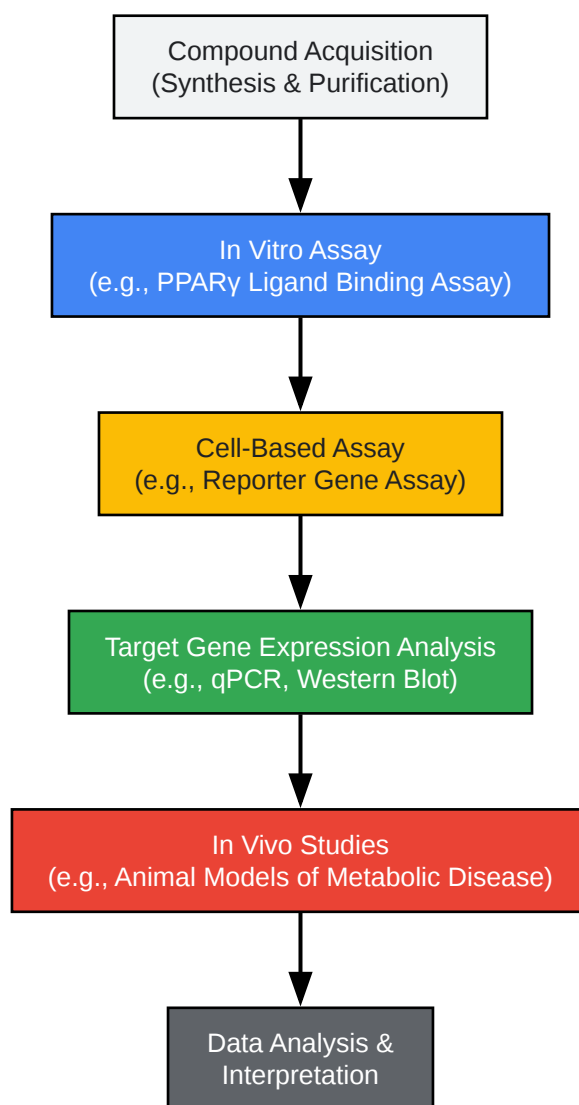 Compound Acquisition
(Synthesis & Purification)
In Vitro Assay
(e.g., PPARγ Ligand Binding Assay)
Cell-Based Assay
(e.g., Reporter Gene Assay)
Target Gene Expression Analysis
(e.g., qPCR, Western Blot)
In Vivo Studies
(e.g., Animal Models of Metabolic Disease)
Data Analysis &
Interpretation